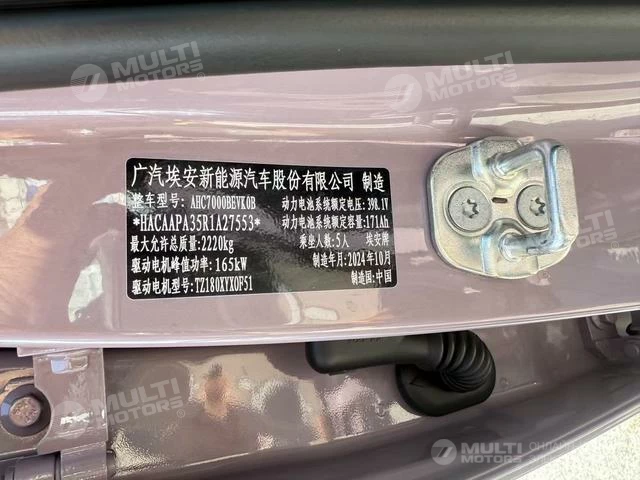 MULTI MOTORS
MULTI MOTORS
广汽埃安新能源汽车股份有限公司 制造
整车型号: AHC7000BEVK0B 动力电池系统额定电压: 398.1V
*HACAAPA35R1A27553* 动力电池系统额定容量: 171Ah
最大允许总质量: 2220kg 乘坐人数: 5人 埃安牌
驱动电机峰值功率: 165kW 制造年月: 2024年10月
驱动电机型号: TZ180XYX0F51 制造国: 中国
MULTI MOTORS
MULTI MOTORS